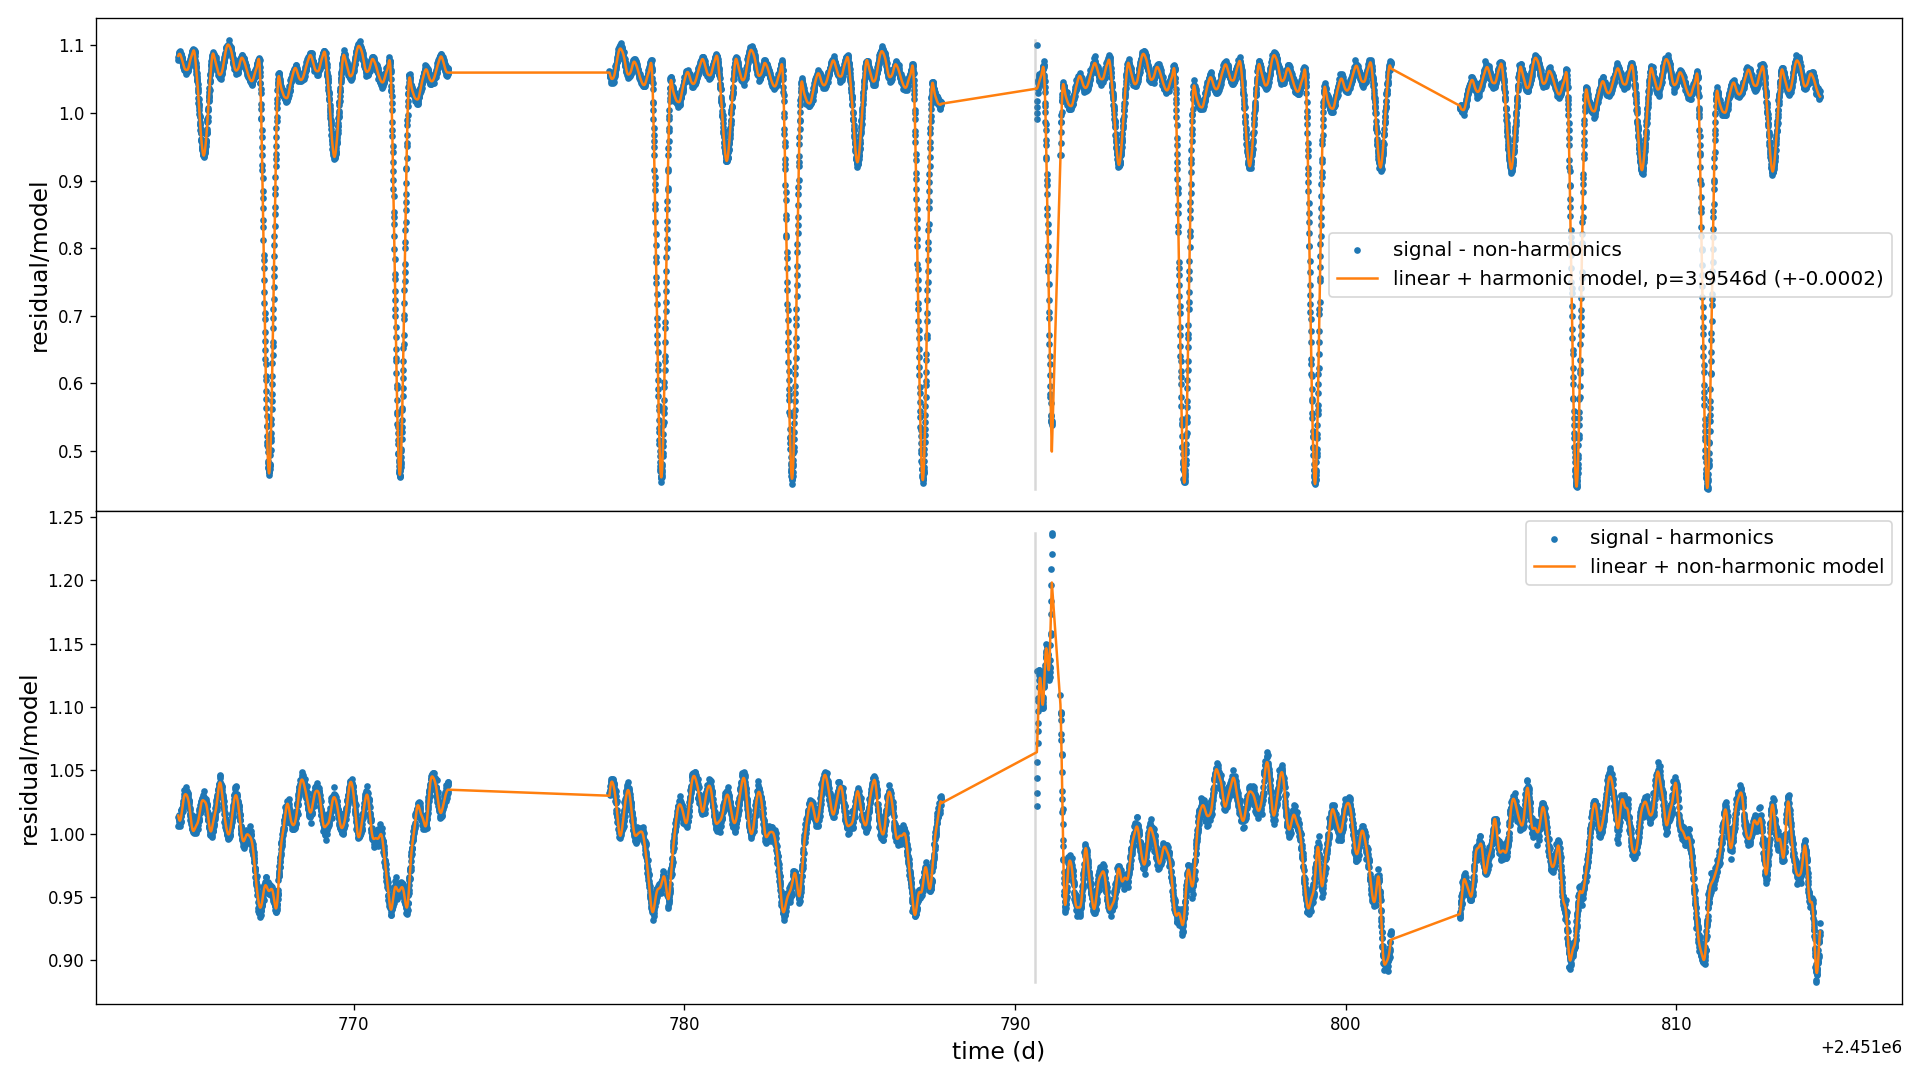 1.1
1.0
0.9
0.8
0.7
0.6
0.5
residual/model
signal - non-harmonics
linear + harmonic model, p=3.9546d (+-0.0002)
1.25
1.20
1.15
1.10
1.05
1.00
0.95
0.90
residual/model
signal - harmonics
linear + non-harmonic model
770
780
790
800
810
time (d)
+2.451e6